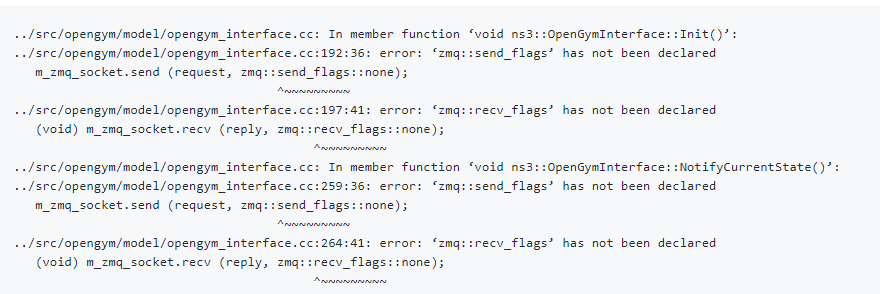 ../src/opengym/model/opengym_interface.cc: In member function ‘void ns3::OpenGymInterface::Init()’:
../src/opengym/model/opengym_interface.cc:192:36: error: ‘zmq::send_flags’ has not been declared
   m_zmq_socket.send (request, zmq::send_flags::none);
                                    ^~~~~~~~~~
../src/opengym/model/opengym_interface.cc:197:41: error: ‘zmq::recv_flags’ has not been declared
   (void) m_zmq_socket.recv (reply, zmq::recv_flags::none);
                                         ^~~~~~~~~~
../src/opengym/model/opengym_interface.cc: In member function ‘void ns3::OpenGymInterface::NotifyCurrentState()’:
../src/opengym/model/opengym_interface.cc:259:36: error: ‘zmq::send_flags’ has not been declared
   m_zmq_socket.send (request, zmq::send_flags::none);
                                    ^~~~~~~~~~
../src/opengym/model/opengym_interface.cc:264:41: error: ‘zmq::recv_flags’ has not been declared
   (void) m_zmq_socket.recv (reply, zmq::recv_flags::none);
                                         ^~~~~~~~~~